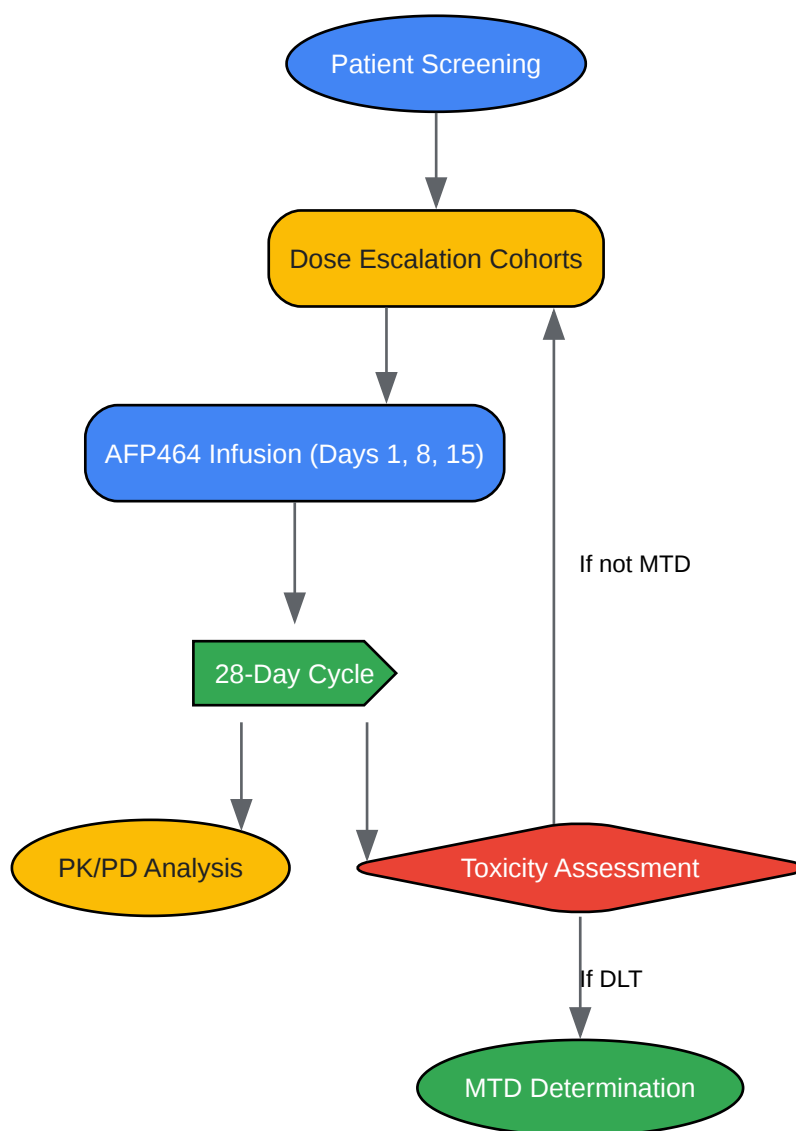 Patient Screening
Dose Escalation Cohorts
AFP464 Infusion (Days 1, 8, 15)
If not MTD
28-Day Cycle
PK/PD Analysis
Toxicity Assessment
If DLT
MTD Determination